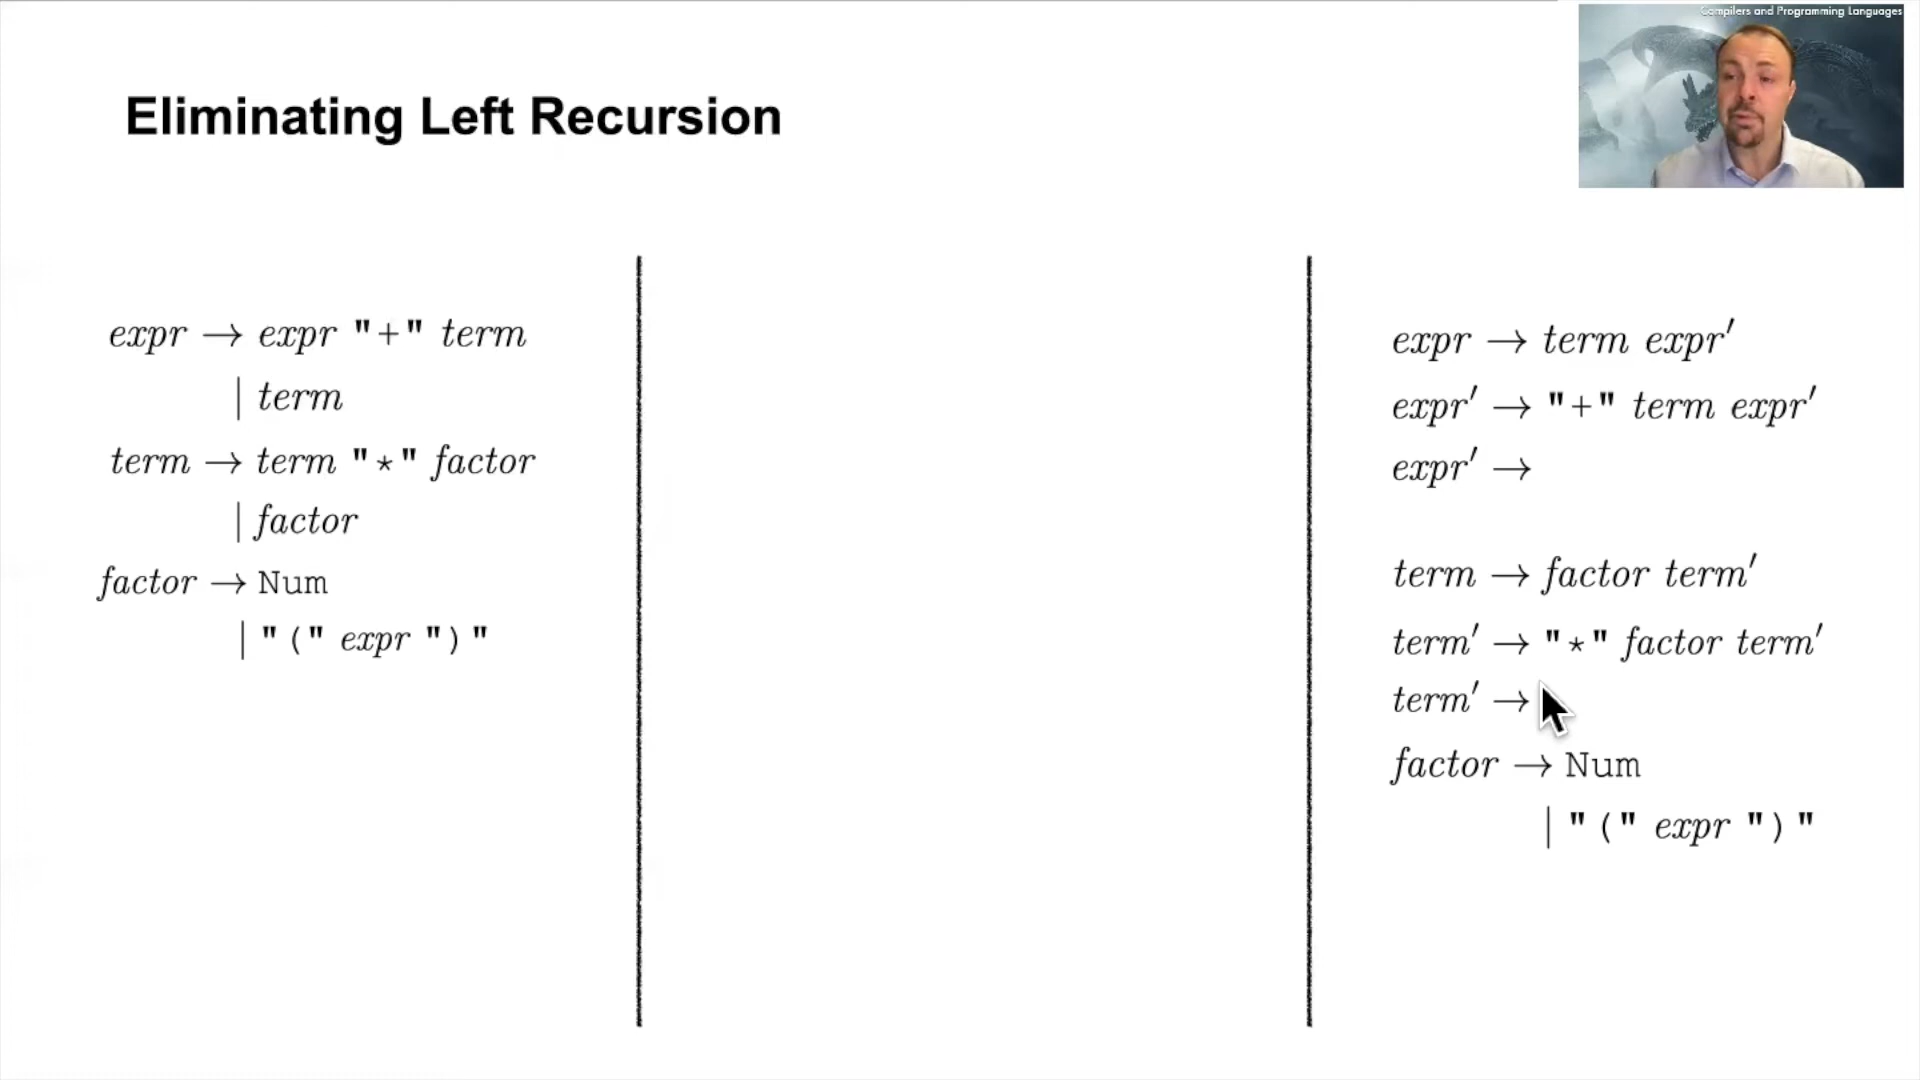 Compilers and Programming Languages
Eliminating Left Recursion
expr → expr "+" term
| term
term → term "*" factor
| factor
factor → Num
| "(" expr ")"
expr → term expr′
expr′ → "+" term expr′
expr′ →
term → factor term′
term′ → "*" factor term′
term′ →
factor → Num
| "(" expr ")"